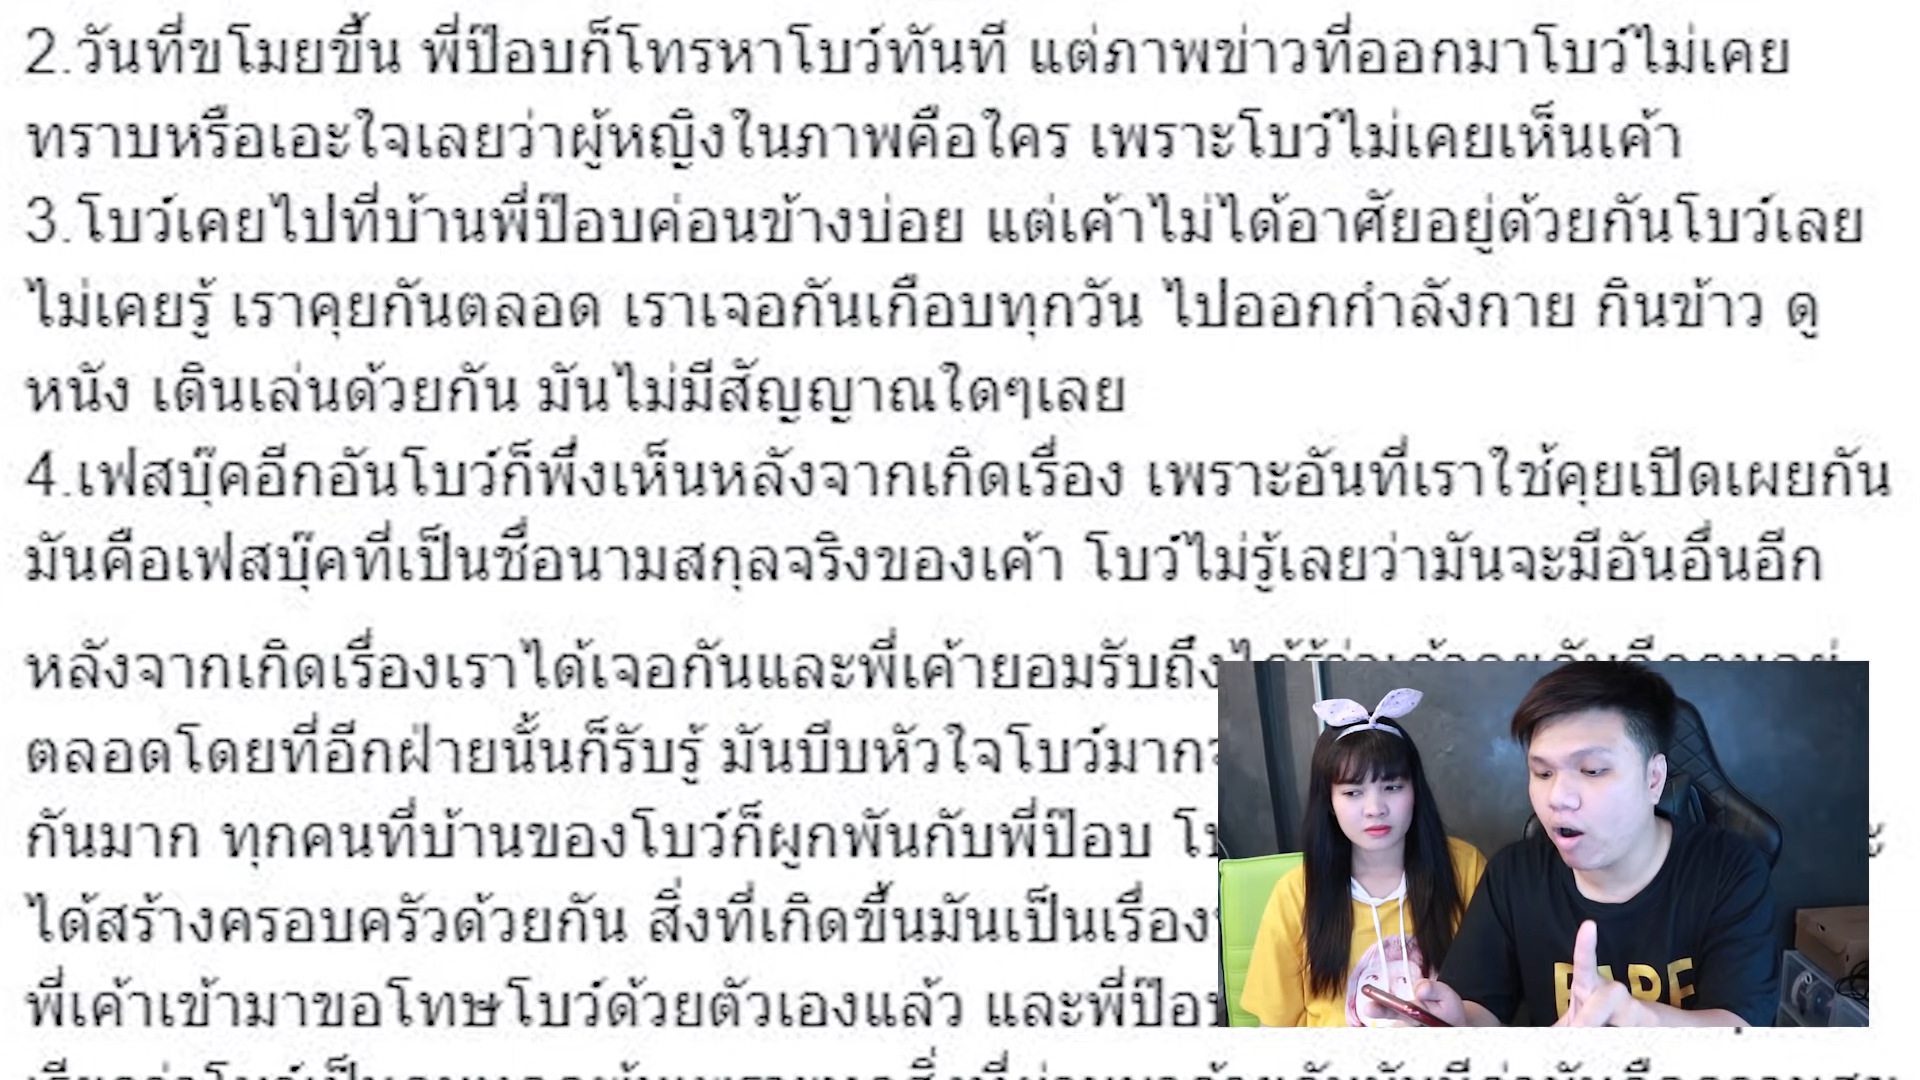 2.วันที่ขโมยขึ้น พี่ป๊อบก็โทรหาโบว์ทันที แต่ภาพข่าวที่ออกมาโบว์ไม่เคย
ทราบหรือเอะใจเลยว่าผู้หญิงในภาพคือใคร เพราะโบว์ไม่เคยเห็นเค้า
3.โบว์เคยไปที่บ้านพี่ป๊อบค่อนข้างบ่อย แต่เค้าไม่ได้อาศัยอยู่ด้วยกันโบว์เลย
ไม่เคยรู้ เราคุยกันตลอด เราเจอกันเกือบทุกวัน ไปออกกำลังกาย กินข้าว ดู
หนัง เดินเล่นด้วยกัน มันไม่มีสัญญาณใดๆเลย
4.เฟสบุ๊คอีกอันโบว์ก็พึ่งเห็นหลังจากเกิดเรื่อง เพราะอันที่เราใช้คุยเปิดเผยกัน
มันคือเฟสบุ๊คที่เป็นชื่อนามสกุลจริงของเค้า โบว์ไม่รู้เลยว่ามันจะมีอันอื่นอีก
หลังจากเกิดเรื่องเราได้เจอกันและพี่เค้ายอมรับถึง
ตลอดโดยที่อีกฝ่ายนั้นก็รับรู้ มันบีบหัวใจโบว์มาก
กันมาก ทุกคนที่บ้านของโบว์ก็ผูกพันกับพี่ป๊อบ
ได้สร้างครอบครัวด้วยกัน สิ่งที่เกิดขึ้นมันเป็นเรื่อง
พี่เค้าเข้ามาขอโทษโบว์ด้วยตัวเองแล้ว และพี่ป๊อบ